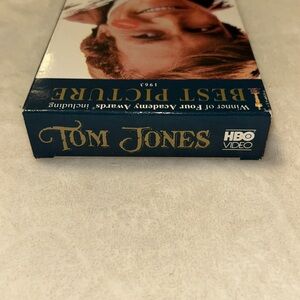 Winner of Four Academy Awards® including
BEST PICTURE
1963
TOM JONES
HBO
VIDEO